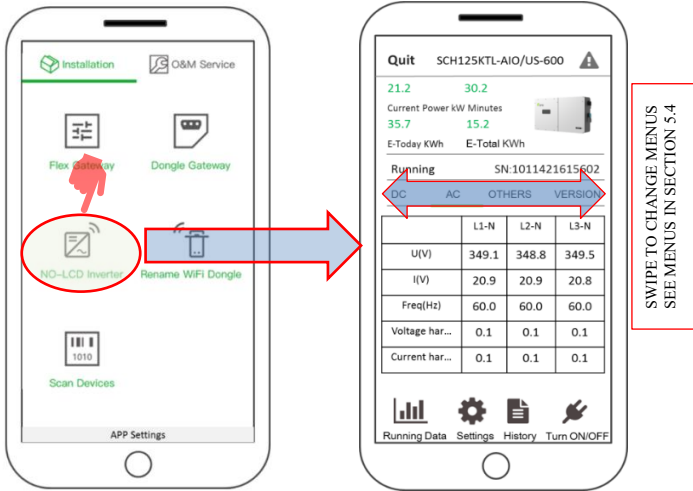 Installation O&M Service
Flex Gateway Dongle Gateway
NO-LCD Inverter Rename WiFi Dongle
1010
Scan Devices
APP Settings
Quit SCH125KTL-AIO/US-600
21.2 30.2
Current Power kW Minutes
35.7 15.2
E-Today KWh E-Total KWh
Running SN:1011421615602
DC AC OTHERS VERSION
L1-N L2-N L3-N
U(V) 349.1 348.8 349.5
I(V) 20.9 20.9 20.8
Freq(Hz) 60.0 60.0 60.0
Voltage har... 0.1 0.1 0.1
Current har... 0.1 0.1 0.1
Running Data Settings History Turn ON/OFF
SWIPE TO CHANGE MENUS
SEE MENUS IN SECTION 5.4